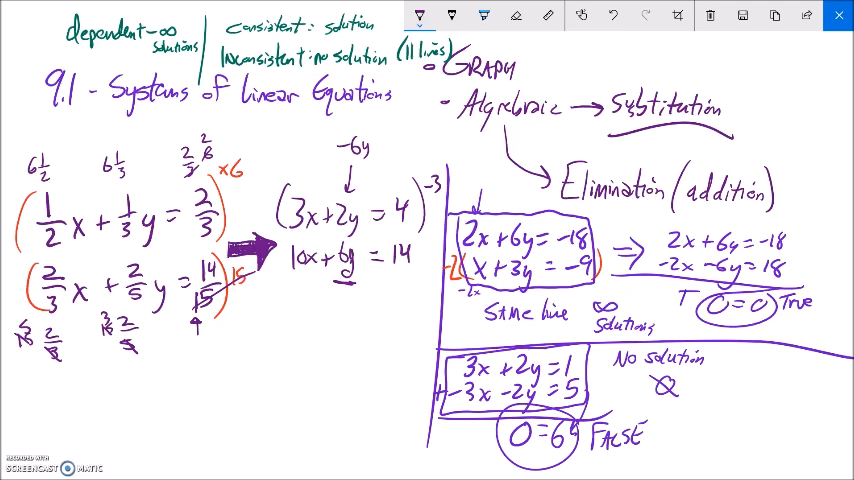 dependent - ∞ solutions
consistent: solution
Inconsistent: no solution (11 lines)
9.1 - Systems of Linear Equations
• GRAPH
• Algrebraic → Substitution
Elimination (addition)
6 1/2
6 1/3
x6
(1/2 x + 1/3 y = 2/3)
(2/3 x + 2/5 y = 14/15) 15
-6y
(3x + 2y = 4) -3
10x + 6y = 14
2x + 6y = -18
-2(x + 3y = -9)
-2x
⇒
2x + 6y = -18
-2x - 6y = 18
0 = 0 True
Same line ∞ solutions
3x + 2y = 1
+ -3x - 2y = 5
0 = 6
FALSE
No solution
∅
RECORDED WITH
SCREENCAST MATIC